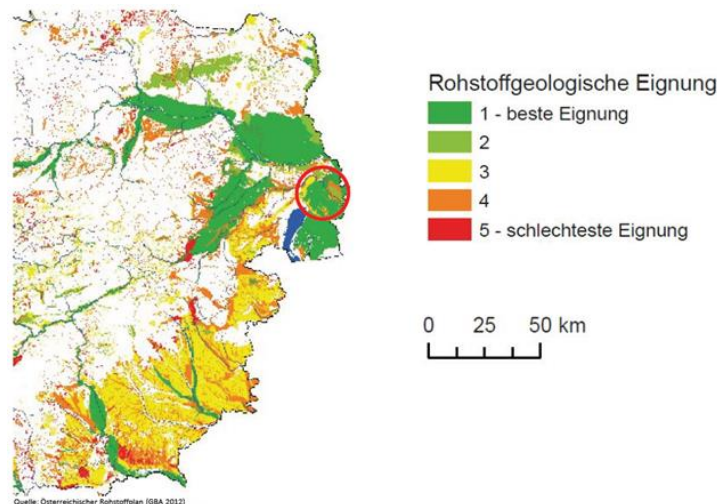 Rohstoffgeologische Eignung
1 - beste Eignung
2
3
4
5 - schlechteste Eignung
0 25 50 km
Quelle: Österreichischer Rohstoffplan (GBA 2012)